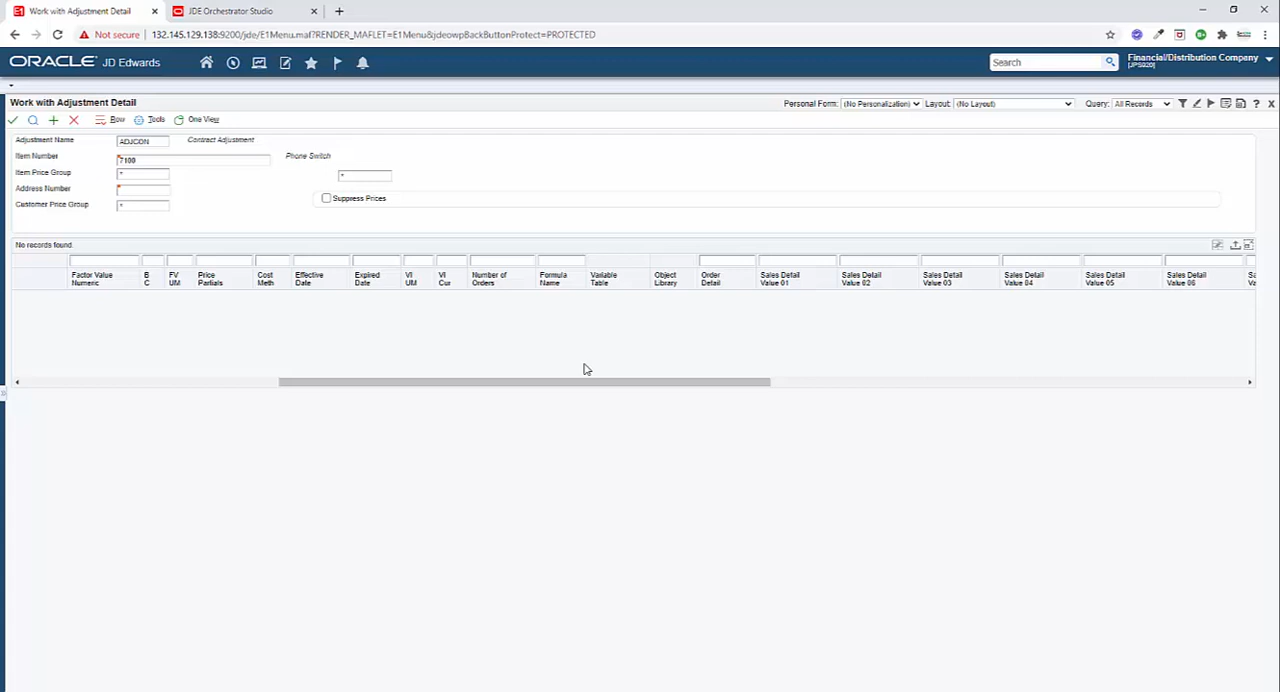 Work with Adjustment Detail
JDE Orchestrator Studio
Not secure 132.145.129.138:9200/jde/E1Menu.maf?RENDER_MAFLET=E1Menu&jdeowpBackButtonProtect=PROTECTED
ORACLE JD Edwards
Search
Financial/Distribution Company
[JPS920]
Work with Adjustment Detail
Personal Form: (No Personalization) Layout: (No Layout) Query: All Records
Row Tools One View
Adjustment Name ADJCON Contract Adjustment
Item Number *7100 Phone Switch
Item Price Group * *
Address Number *
Customer Price Group *
Suppress Prices
No records found.
Factor Value Numeric
B C
FV UM
Price Partials
Cost Meth
Effective Date
Expired Date
VI UM
VI Cur
Number of Orders
Formula Name
Variable Table
Object Library
Order Detail
Sales Detail Value 01
Sales Detail Value 02
Sales Detail Value 03
Sales Detail Value 04
Sales Detail Value 05
Sales Detail Value 06